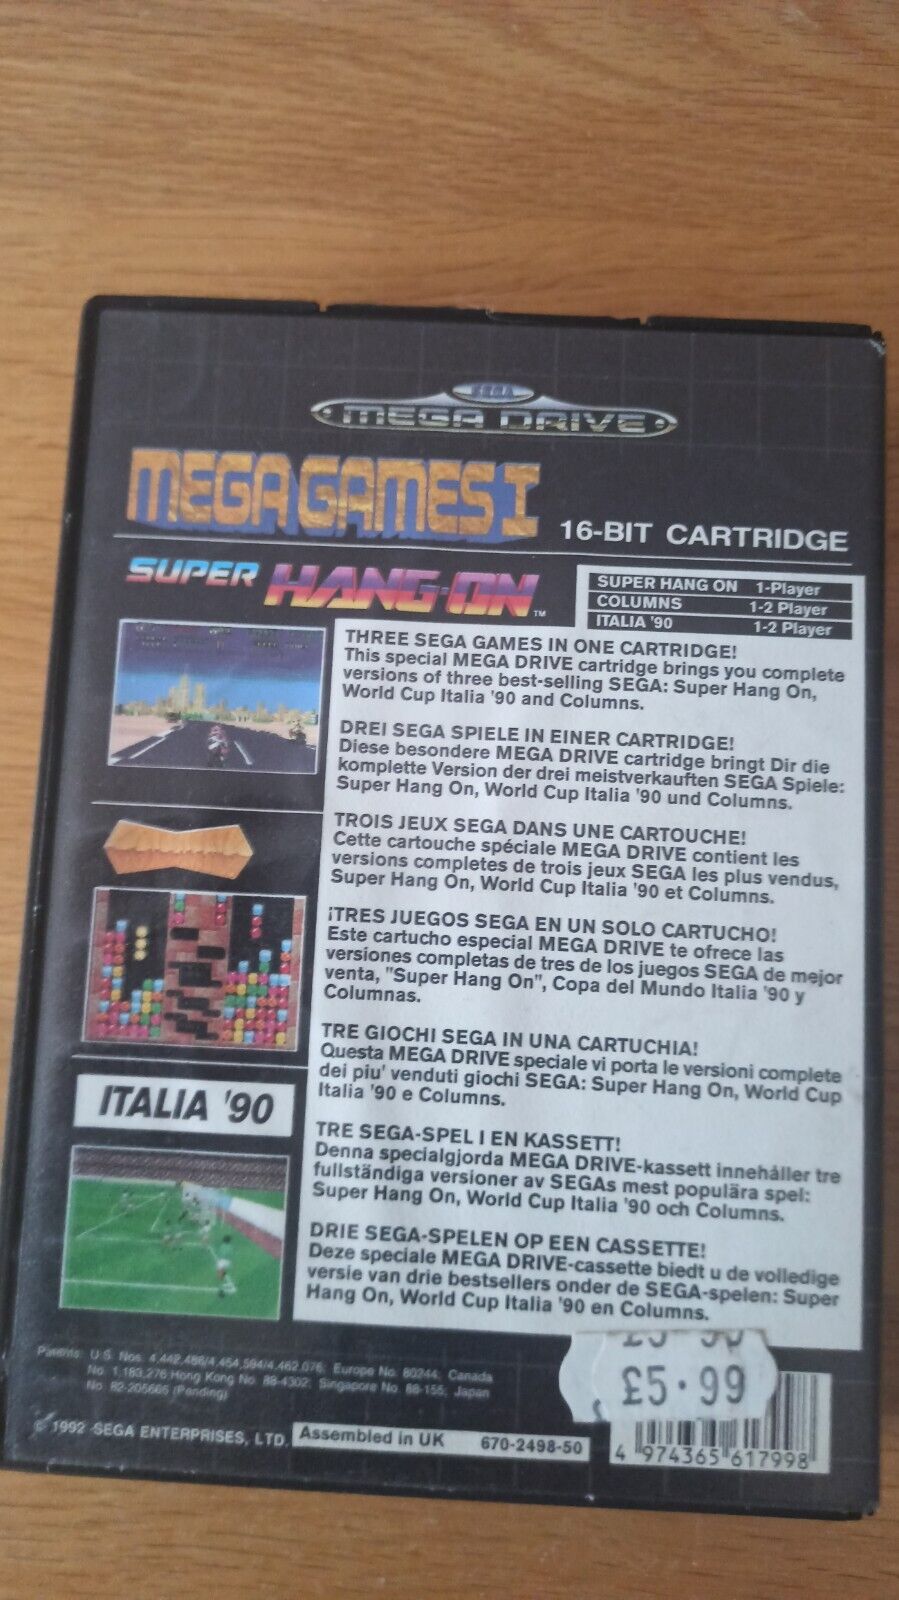 SEGA
MEGA DRIVE
MEGA GAMES I
16-BIT CARTRIDGE
SUPER HANG-ON™
SUPER HANG ON 1-Player
COLUMNS 1-2 Player
ITALIA '90 1-2 Player
THREE SEGA GAMES IN ONE CARTRIDGE!
This special MEGA DRIVE cartridge brings you complete
versions of three best-selling SEGA: Super Hang On,
World Cup Italia '90 and Columns.
DREI SEGA SPIELE IN EINER CARTRIDGE!
Diese besondere MEGA DRIVE cartridge bringt Dir die
komplette Version der drei meistverkauften SEGA Spiele:
Super Hang On, World Cup Italia '90 und Columns.
TROIS JEUX SEGA DANS UNE CARTOUCHE!
Cette cartouche spéciale MEGA DRIVE contient les
versions completes de trois jeux SEGA les plus vendus,
Super Hang On, World Cup Italia '90 et Columns.
¡TRES JUEGOS SEGA EN UN SOLO CARTUCHO!
Este cartucho especial MEGA DRIVE te ofrece las
versiones completas de tres de los juegos SEGA de mejor
venta, "Super Hang On", Copa del Mundo Italia '90 y
Columnas.
TRE GIOCHI SEGA IN UNA CARTUCHIA!
Questa MEGA DRIVE speciale vi porta le versioni complete
dei piu' venduti giochi SEGA: Super Hang On, World Cup
Italia '90 e Columns.
TRE SEGA-SPEL I EN KASSETT!
Denna specialgjorda MEGA DRIVE-kassett innehåller tre
fullständiga versioner av SEGAs mest populära spel:
Super Hang On, World Cup Italia '90 och Columns.
DRIE SEGA-SPELEN OP EEN CASSETTE!
Deze speciale MEGA DRIVE-cassette biedt u de volledige
versie van drie bestsellers onder de SEGA-spelen: Super
Hang On, World Cup Italia '90 en Columns.
ITALIA '90
Patents: U.S. Nos. 4,442,486/4,454,594/4,462,076; Europe No. 80244; Canada
No. 1,183,276 Hong Kong No. 88-4302; Singapore No. 88-155; Japan
No. 82-205605 (Pending)
© 1992 SEGA ENTERPRISES, LTD.
Assembled in UK 670-2498-50
£5·99
4 974365 617998